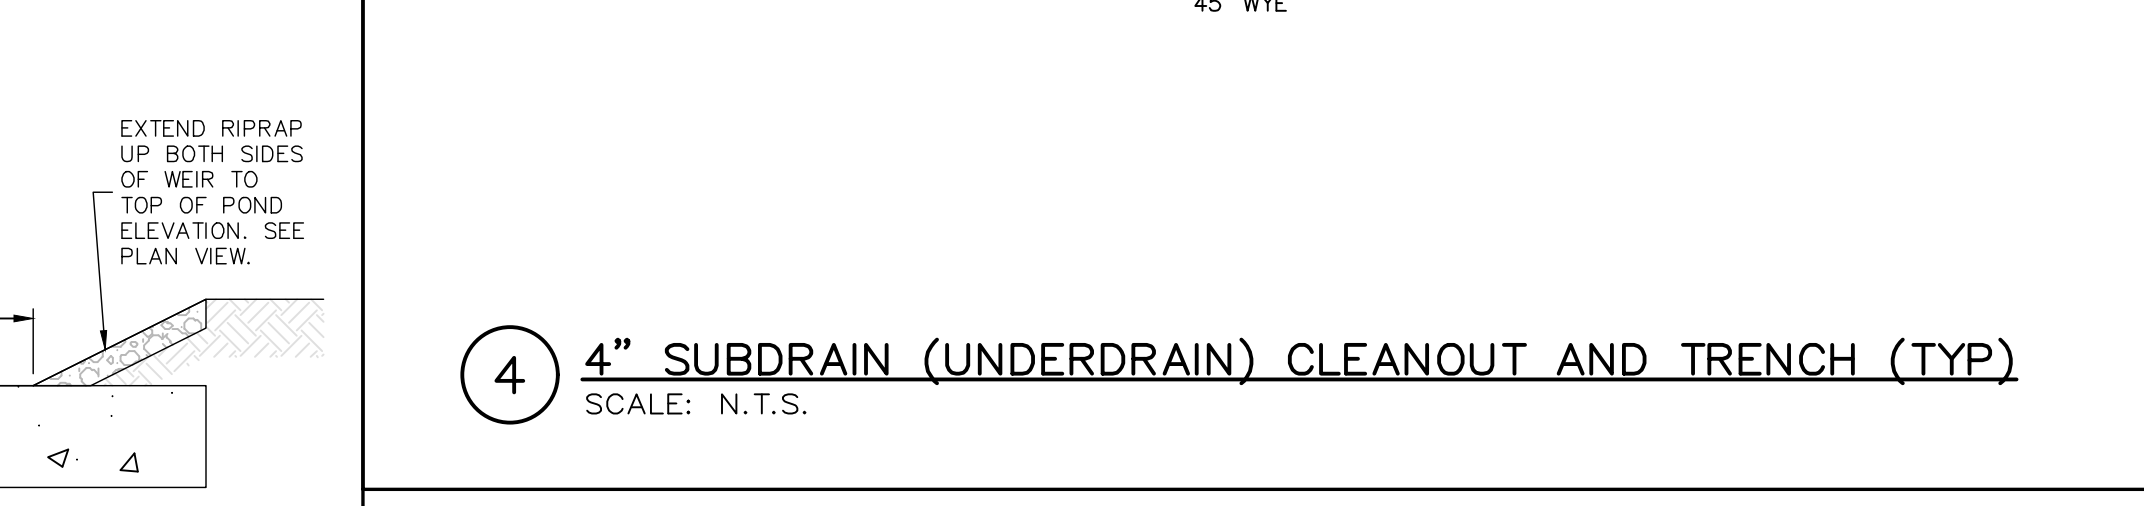 45° WYE
EXTEND RIPRAP
UP BOTH SIDES
OF WEIR TO
TOP OF POND
ELEVATION. SEE
PLAN VIEW.
4
4” SUBDRAIN (UNDERDRAIN) CLEANOUT AND TRENCH (TYP)
SCALE: N.T.S.